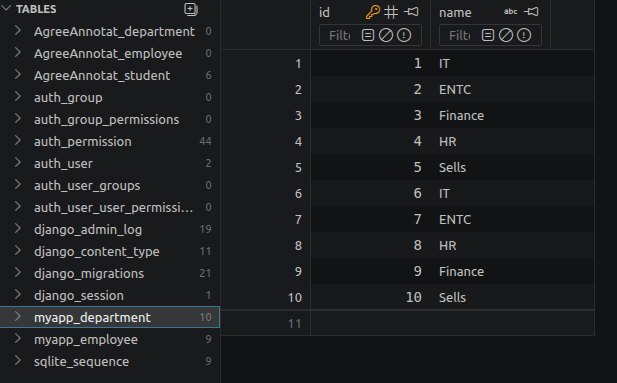 TABLES
AgreeAnnotat_department 0
AgreeAnnotat_employee 0
AgreeAnnotat_student 6
auth_group 0
auth_group_permissions 0
auth_permission 44
auth_user 2
auth_user_groups 0
auth_user_user_permissi... 0
django_admin_log 19
django_content_type 11
django_migrations 21
django_session 1
myapp_department 10
myapp_employee 9
sqlite_sequence 9
id name abc
Filte Filte
1 1 IT
2 2 ENTC
3 3 Finance
4 4 HR
5 5 Sells
6 6 IT
7 7 ENTC
8 8 HR
9 9 Finance
10 10 Sells
11